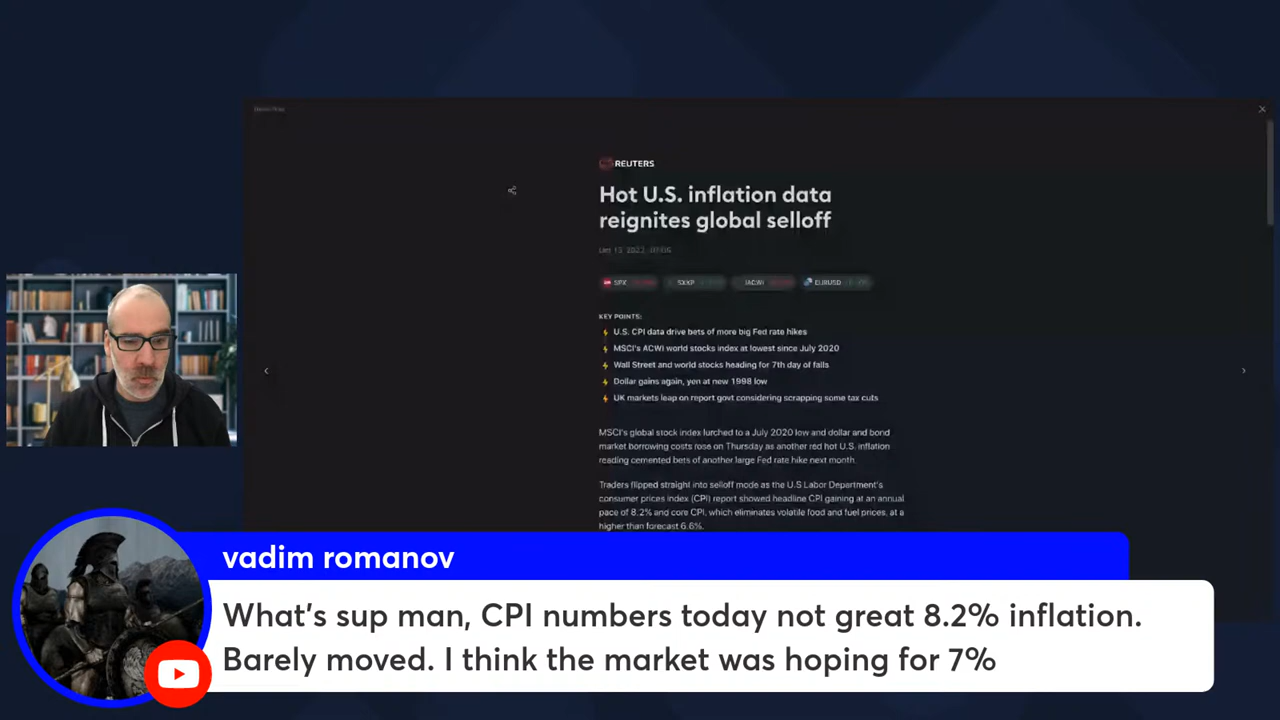 REUTERS
Hot U.S. inflation data
reignites global selloff
KEY POINTS:
U.S. CPI data drive bets of more big Fed rate hikes
MSCI's ACWI world stocks index at lowest since July 2020
Wall Street and world stocks heading for 7th day of falls
Dollar gains again, yen at new 1998 low
UK markets leap on report govt considering scrapping some tax cuts
MSCI's global stock index lurched to a July 2020 low and dollar and bond
market borrowing costs rose on Thursday as another red hot U.S. inflation
reading cemented bets of another large Fed rate hike next month.
Traders flipped straight into selloff mode as the U.S Labor Department's
consumer prices index (CPI) report showed headline CPI gaining at an annual
pace of 8.2% and core CPI, which eliminates volatile food and fuel prices, at a
higher than forecast 6.6%.
vadim romanov
What's sup man, CPI numbers today not great 8.2% inflation.
Barely moved. I think the market was hoping for 7%